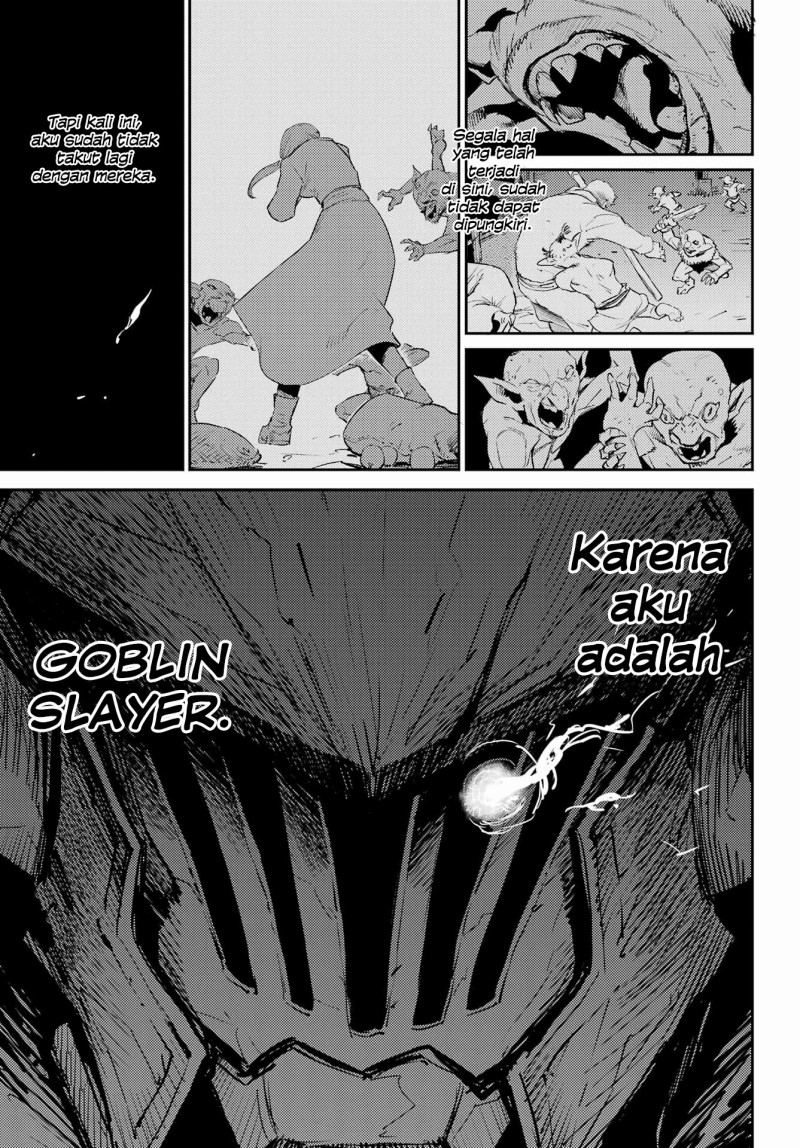 Segala hal
yang telah
terjadi
di sini, sudah
tidak dapat
dipungkiri.
Tapi kali ini,
aku sudah tidak
takut lagi
dengan mereka.
Karena
aku
adalah
GOBLIN
SLAYER.